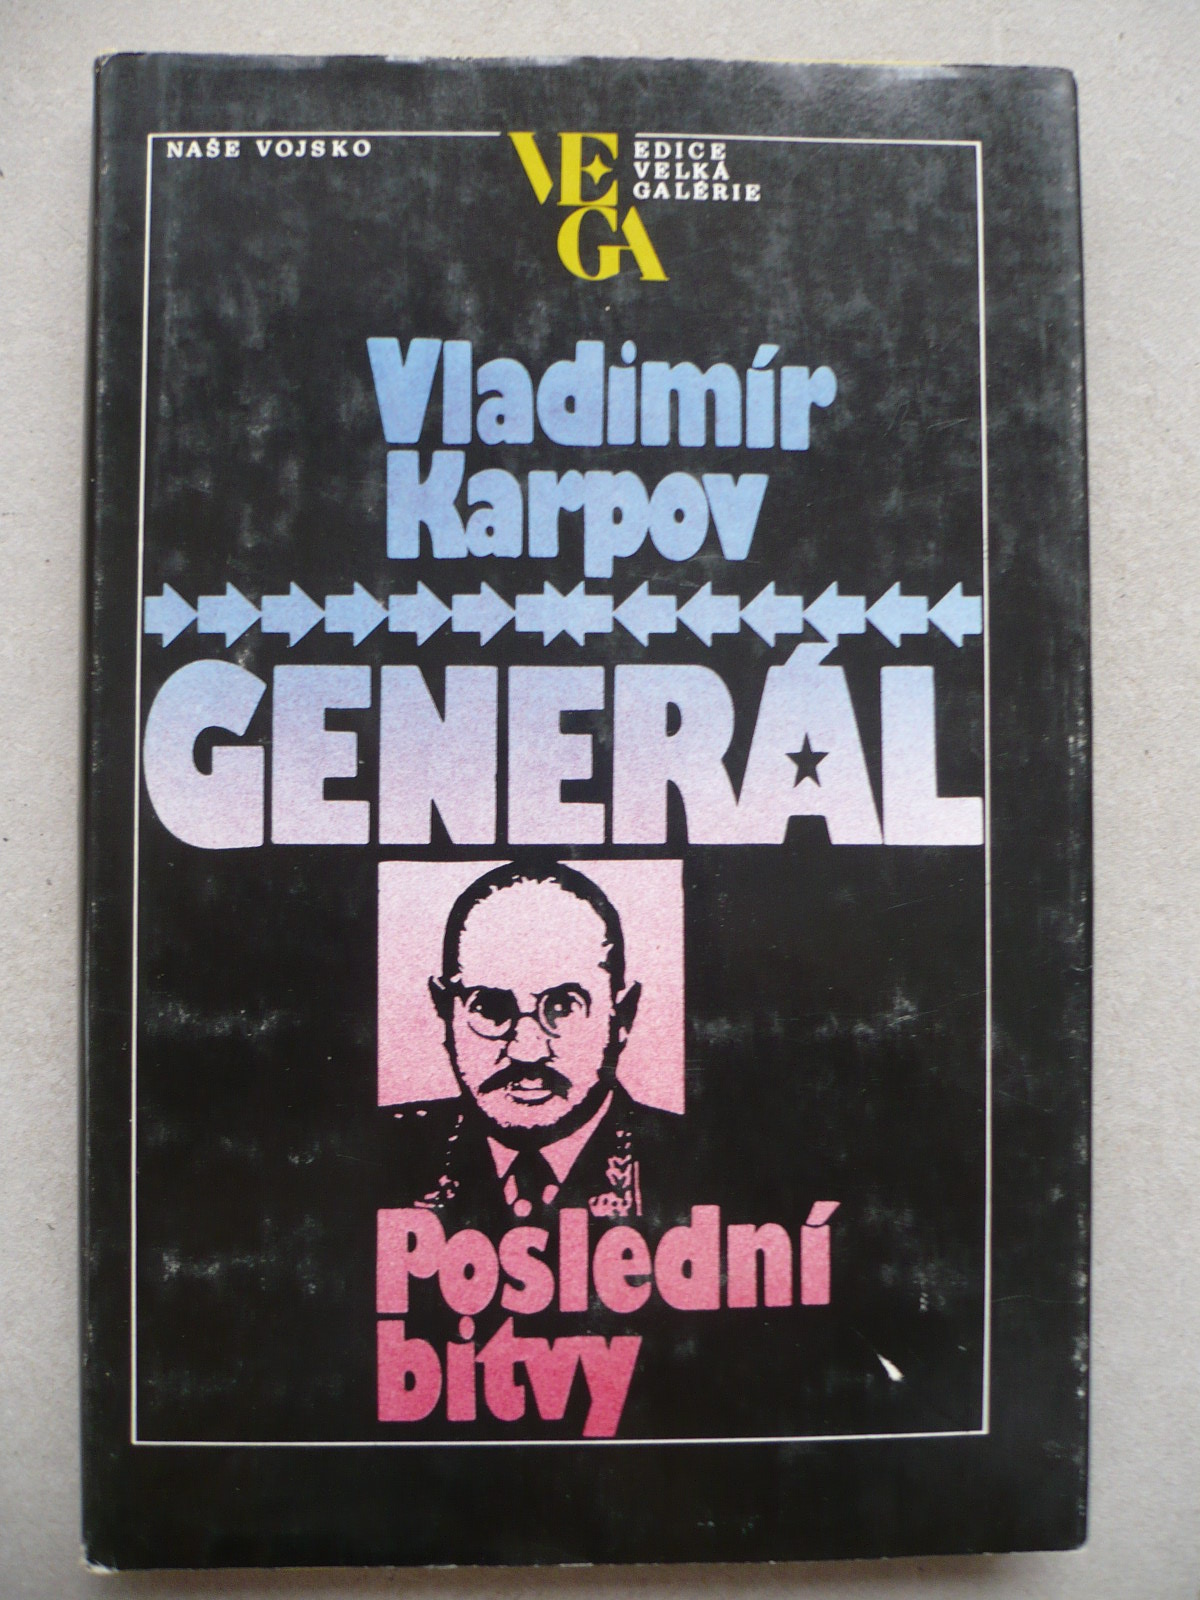 NAŠE VOJSKO
VE
GA
EDICE
VELKÁ
GALÉRIE
Vladimír
Karpov
GENERÁL
Poslední
bitvy